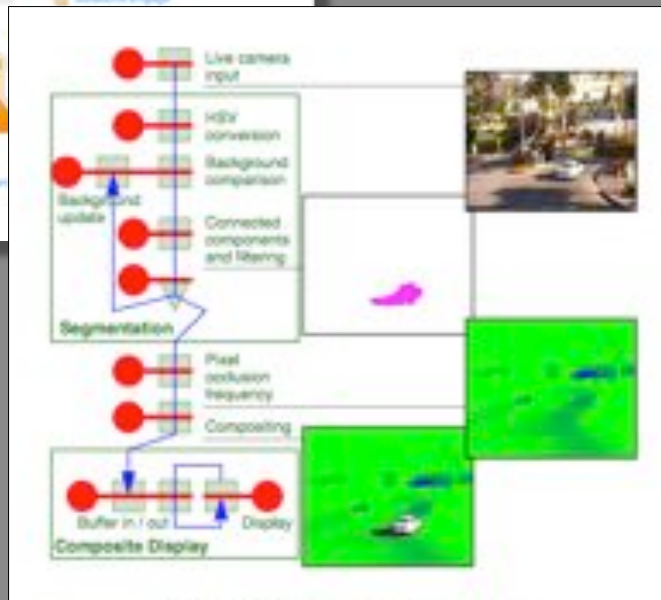 Live camera
input
HSV
conversion
Background
comparison
Background
update
Connected
components
and filtering
Segmentation
Pixel
occlusion
frequency
Compositing
Buffer in / out
Display
Composite Display